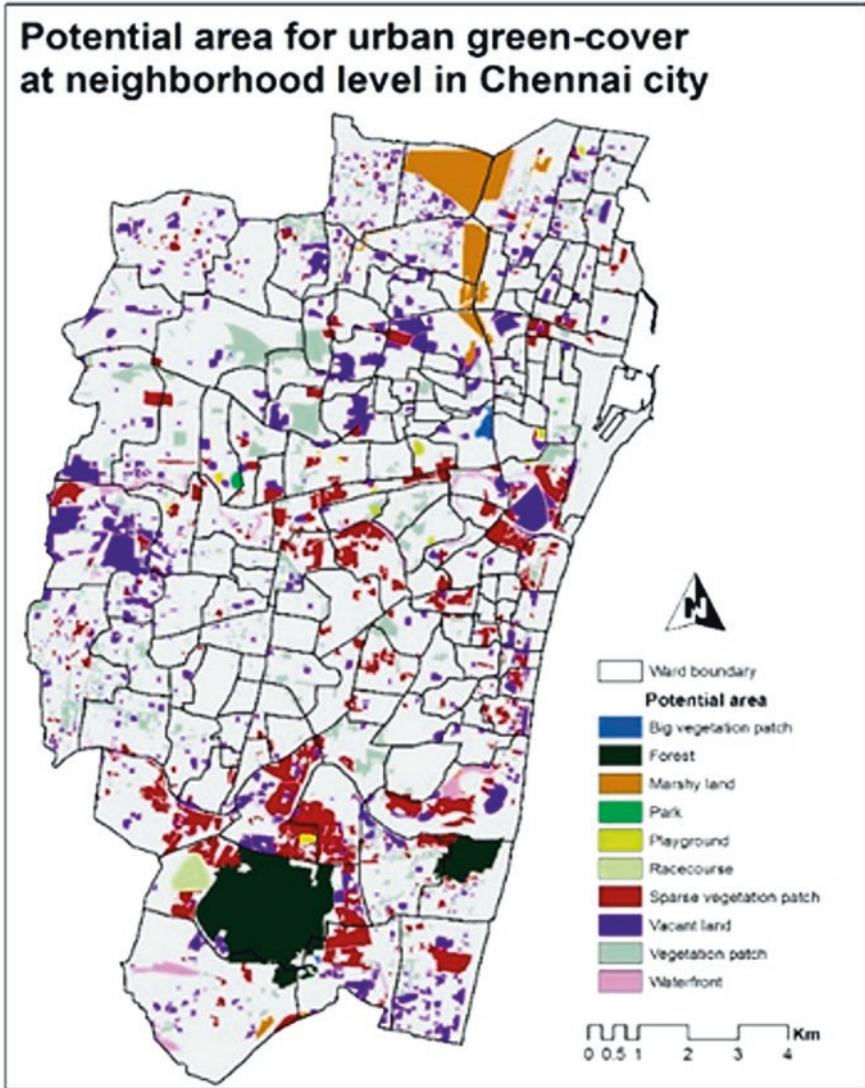 Potential area for urban green-cover
at neighborhood level in Chennai city
N
Ward boundary
Potential area
Big vegetation patch
Forest
Marshy land
Park
Playground
Racecourse
Sparse vegetation patch
Vacant land
Vegetation patch
Waterfront
Km
0 0.5 1 2 3 4